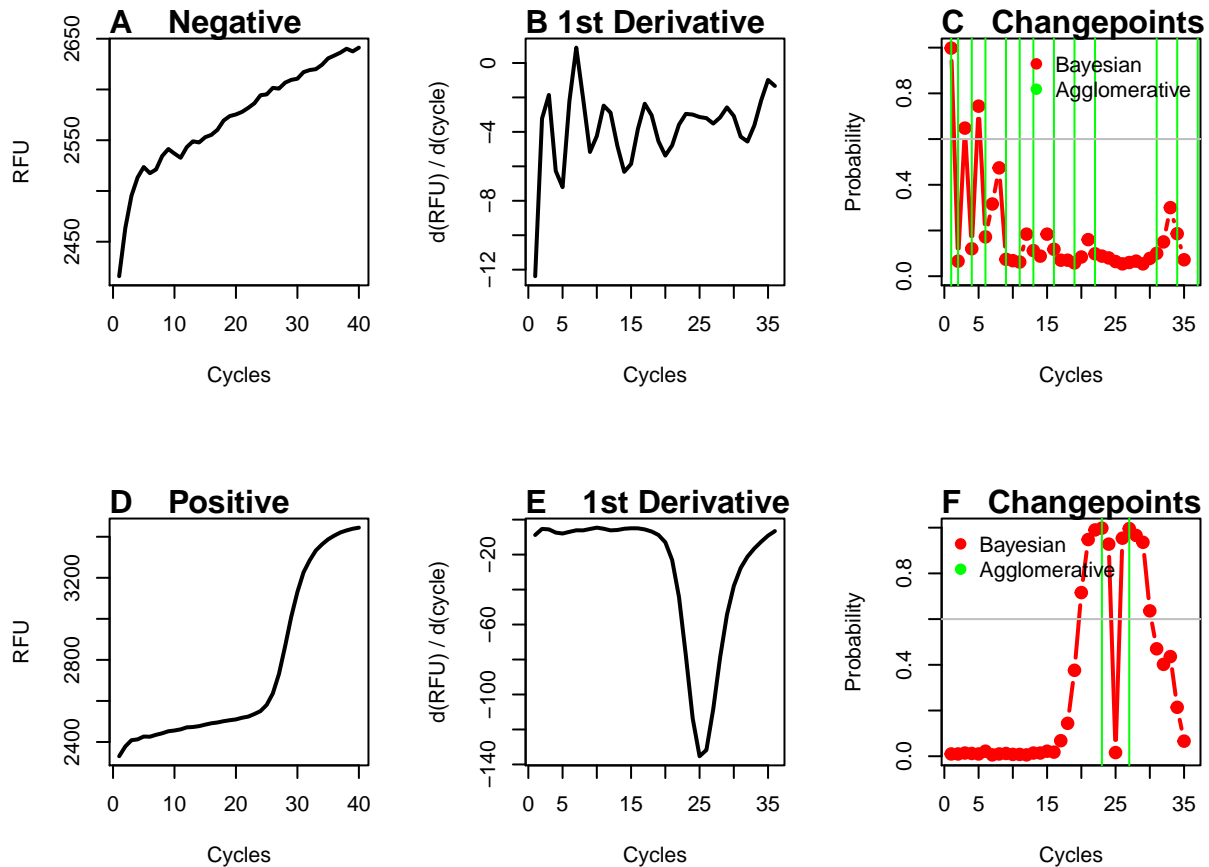 A Negative
RFU
2650
2550
2450
0 10 20 30 40
Cycles
B 1st Derivative
d(RFU) / d(cycle)
0
−4
−8
−12
0 5 15 25 35
Cycles
C Changepoints
Bayesian
Agglomerative
Probability
0.8
0.4
0.0
0 5 15 25 35
Cycles
D Positive
RFU
3200
2800
2400
0 10 20 30 40
Cycles
E 1st Derivative
d(RFU) / d(cycle)
−20
−60
−100
−140
0 5 15 25 35
Cycles
F Changepoints
Bayesian
Agglomerative
Probability
0.8
0.4
0.0
0 5 15 25 35
Cycles